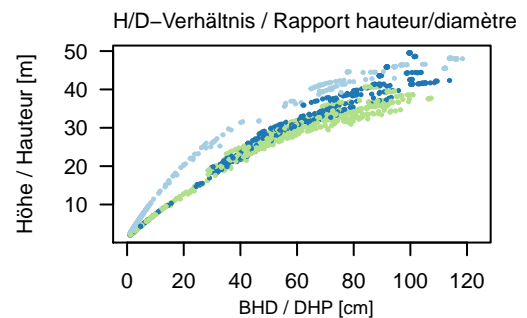 H/D−Verhältnis / Rapport hauteur/diamètre
Höhe / Hauteur [m]
50
40
30
20
10
0 20 40 60 80 100 120
BHD / DHP [cm]